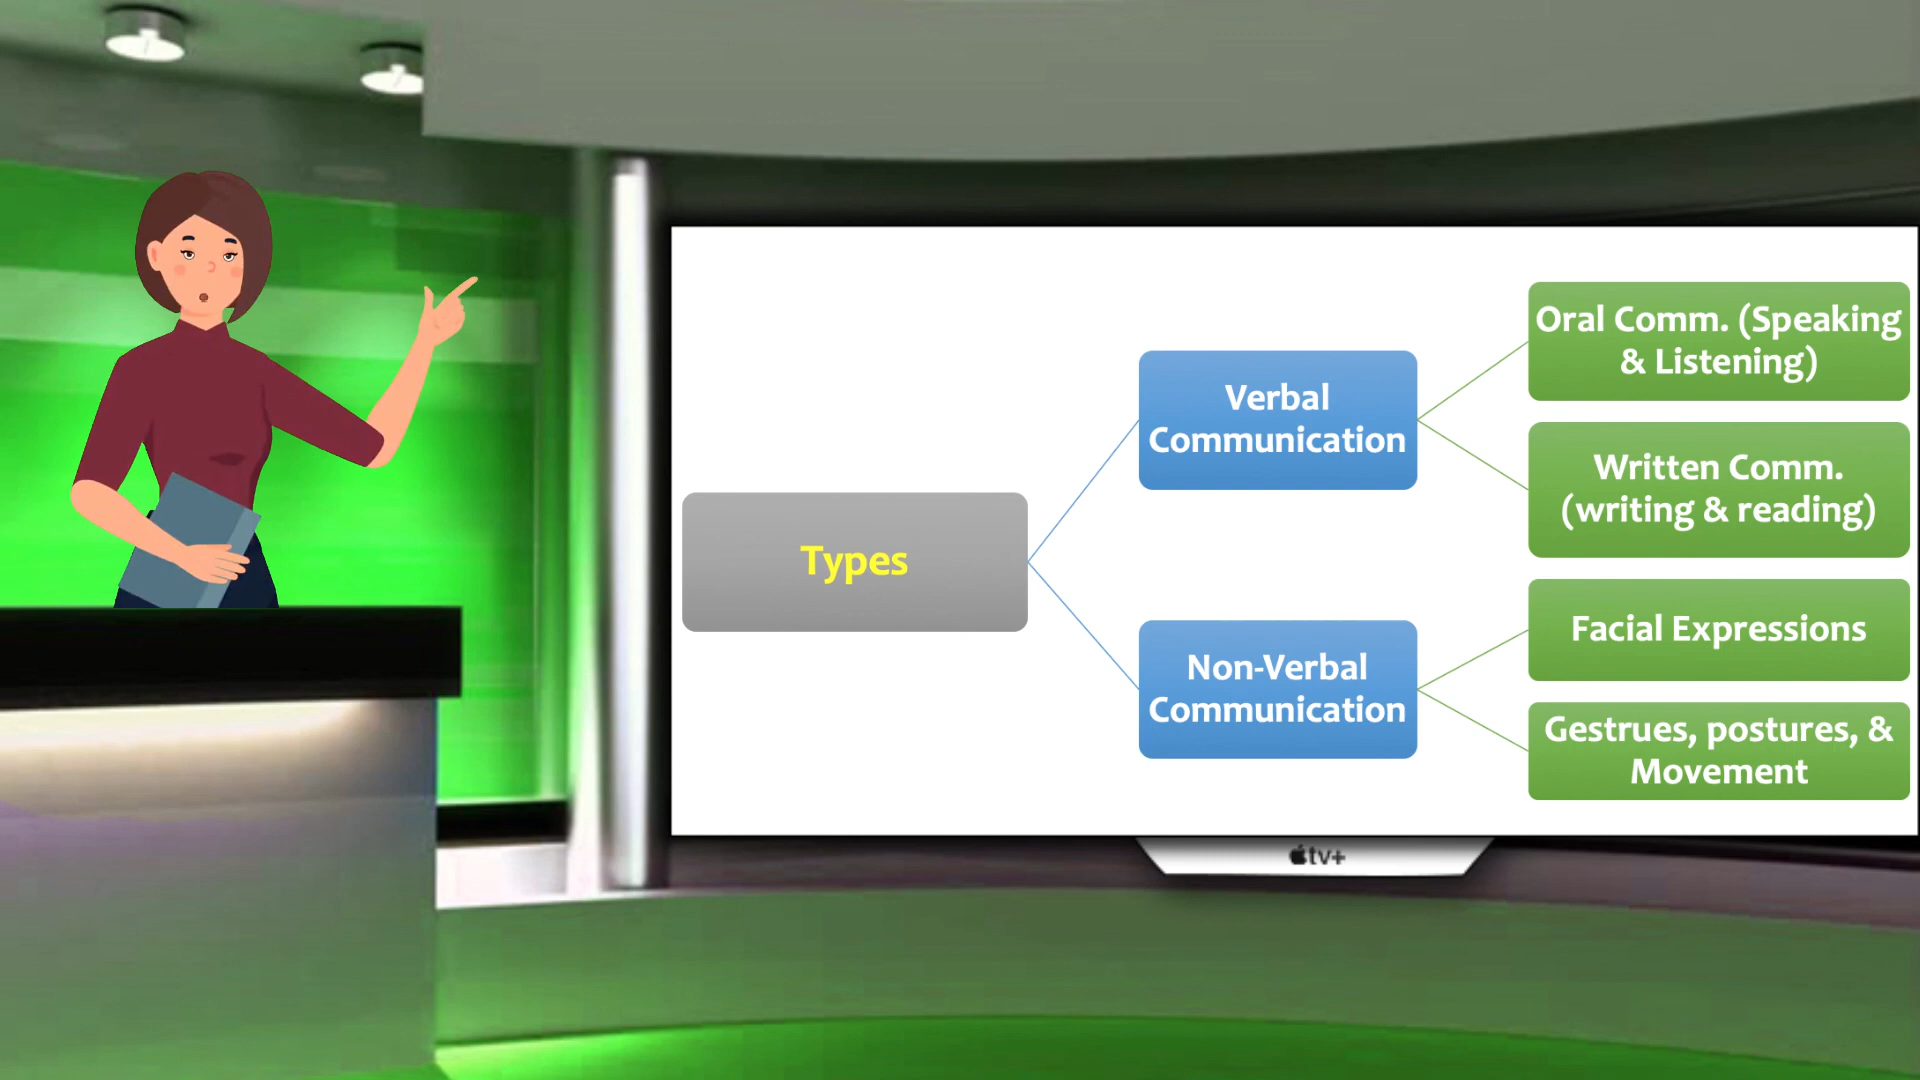 Types
Verbal
Communication
Oral Comm. (Speaking
& Listening)
Written Comm.
(writing & reading)
Non-Verbal
Communication
Facial Expressions
Gestrues, postures, &
Movement
tv+